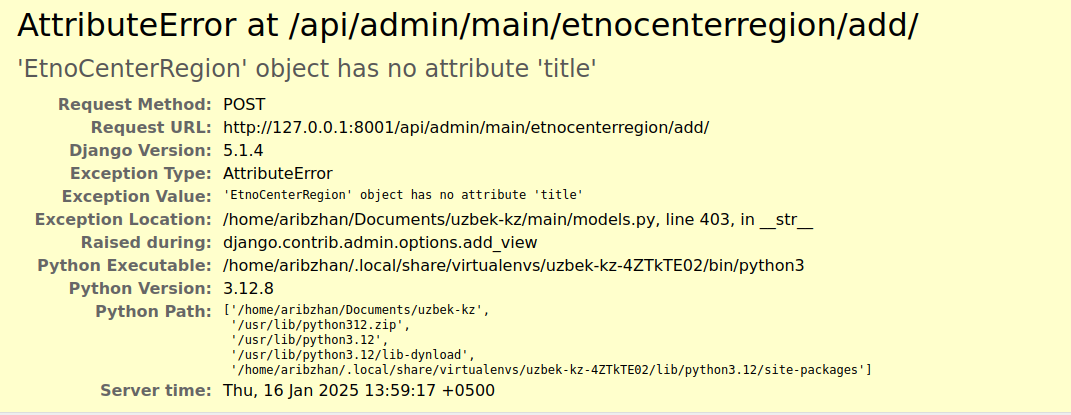 AttributeError at /api/admin/main/etnocenterregion/add/
'EtnoCenterRegion' object has no attribute 'title'
Request Method: POST
Request URL: http://127.0.0.1:8001/api/admin/main/etnocenterregion/add/
Django Version: 5.1.4
Exception Type: AttributeError
Exception Value: 'EtnoCenterRegion' object has no attribute 'title'
Exception Location: /home/aribzhan/Documents/uzbek-kz/main/models.py, line 403, in __str__
Raised during: django.contrib.admin.options.add_view
Python Executable: /home/aribzhan/.local/share/virtualenvs/uzbek-kz-4ZTkTE02/bin/python3
Python Version: 3.12.8
Python Path: ['/home/aribzhan/Documents/uzbek-kz',
'/usr/lib/python312.zip',
'/usr/lib/python3.12',
'/usr/lib/python3.12/lib-dynload',
'/home/aribzhan/.local/share/virtualenvs/uzbek-kz-4ZTkTE02/lib/python3.12/site-packages']
Server time: Thu, 16 Jan 2025 13:59:17 +0500